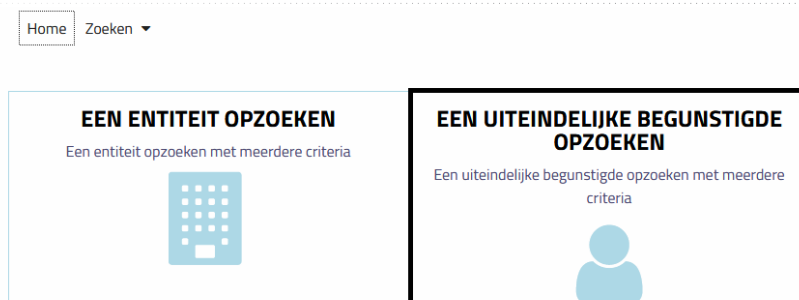 Home Zoeken
EEN ENTITEIT OPZOEKEN
Een entiteit opzoeken met meerdere criteria
EEN UITEINDELIJKE BEGUNSTIGDE
OPZOEKEN
Een uiteindelijke begunstigde opzoeken met meerdere
criteria